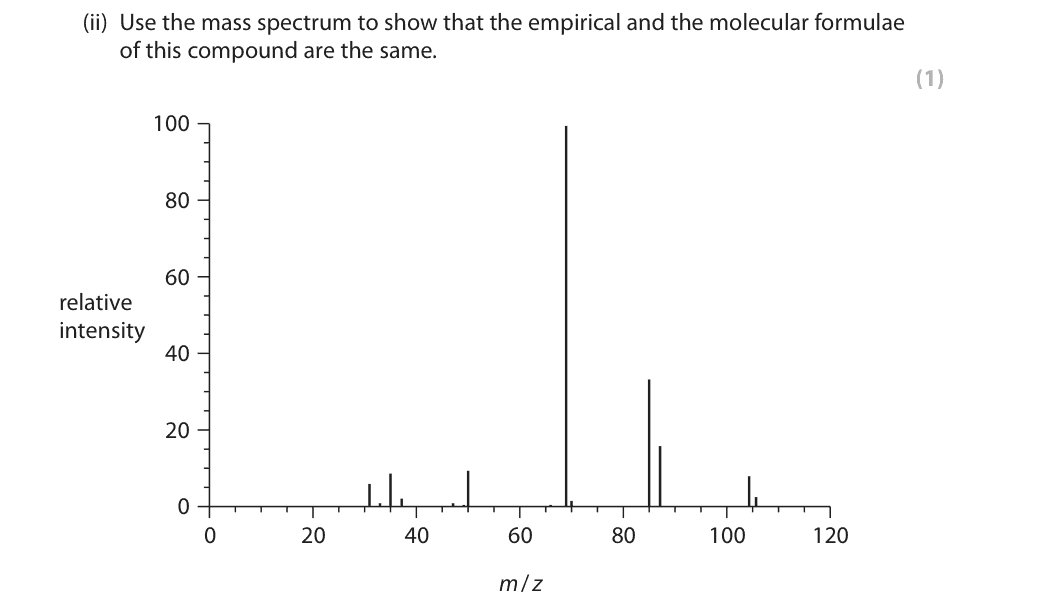 (ii) Use the mass spectrum to show that the empirical and the molecular formulae
of this compound are the same.
(1)
100
80
60
relative
intensity
40
20
0
0 20 40 60 80 100 120
m/z